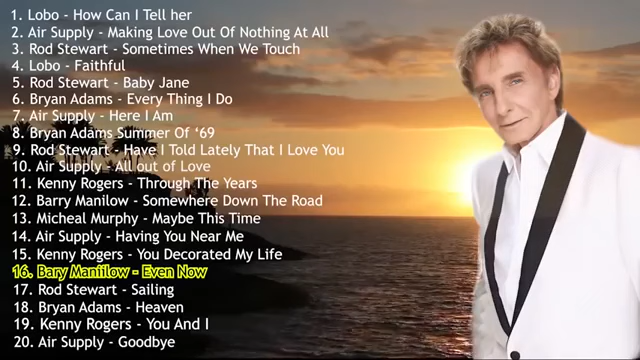 1. Lobo - How Can I Tell her
2. Air Supply - Making Love Out Of Nothing At All
3. Rod Stewart - Sometimes When We Touch
4. Lobo - Faithful
5. Rod Stewart - Baby Jane
6. Bryan Adams - Every Thing I Do
7. Air Supply - Here I Am
8. Bryan Adams Summer Of ‘69
9. Rod Stewart - Have I Told Lately That I Love You
10. Air Supply - All out of Love
11. Kenny Rogers - Through The Years
12. Barry Manilow - Somewhere Down The Road
13. Micheal Murphy - Maybe This Time
14. Air Supply - Having You Near Me
15. Kenny Rogers - You Decorated My Life
16. Bary Maniilow - Even Now
17. Rod Stewart - Sailing
18. Bryan Adams - Heaven
19. Kenny Rogers - You And I
20. Air Supply - Goodbye